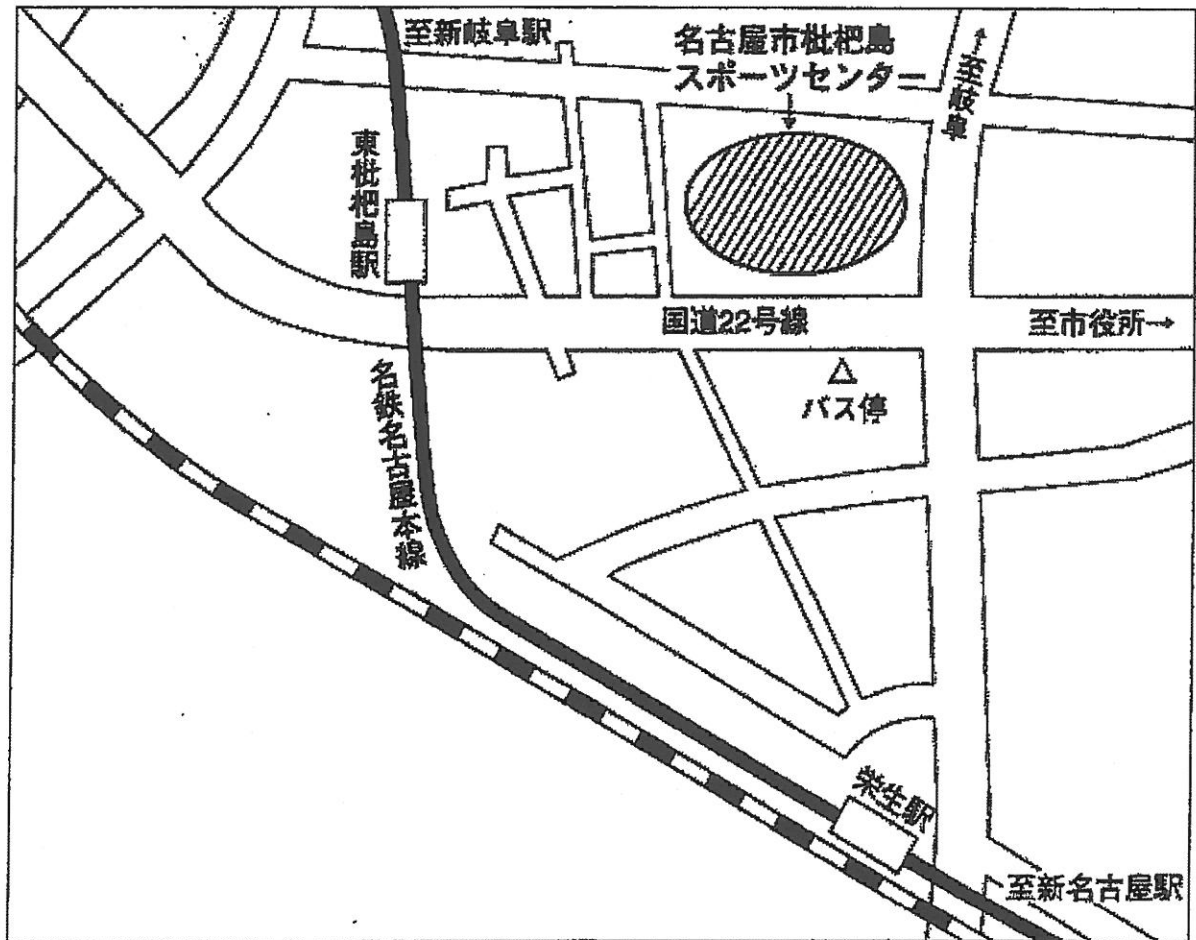 至新岐阜駅
名古屋市枇杷島
スポーツセンター
至岐阜
東枇杷島駅
国道22号線
至市役所
バス停
名鉄名古屋本線
栄生駅
至新名古屋駅